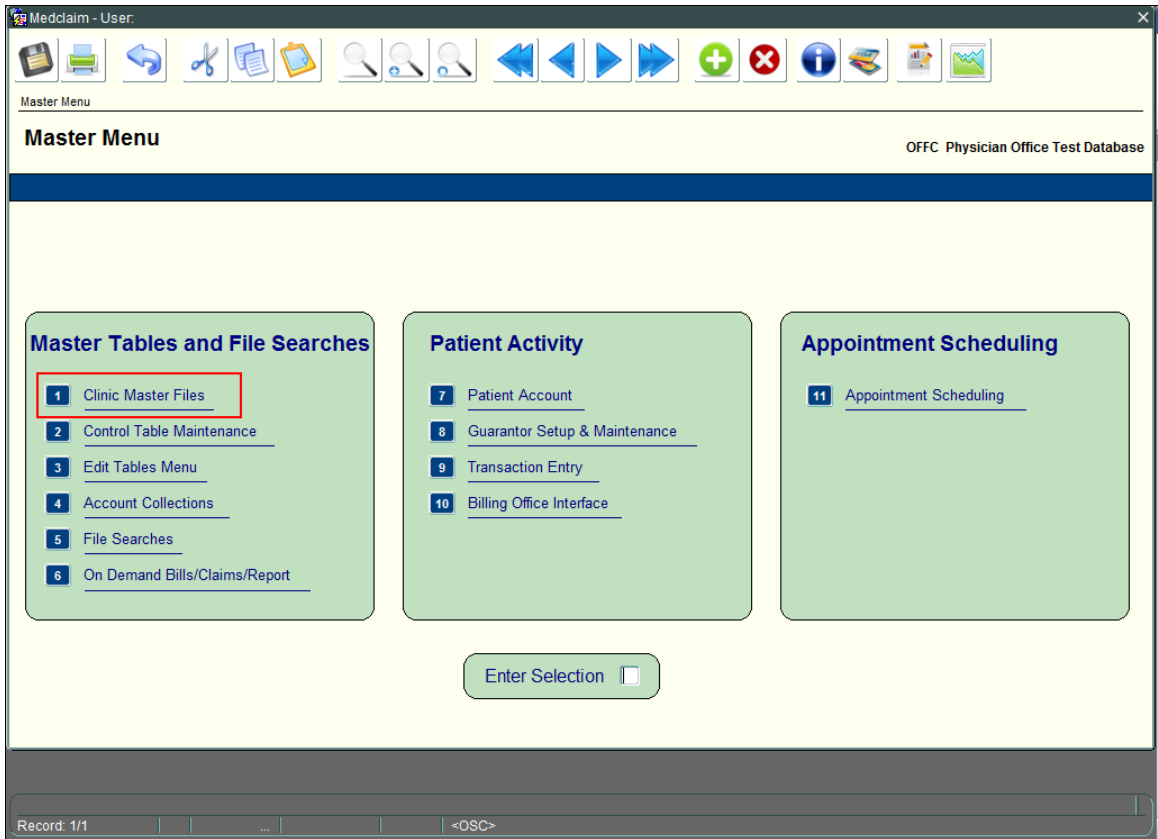 Medclaim - User:
Master Menu
Master Menu
OFFC Physician Office Test Database
Master Tables and File Searches
1 Clinic Master Files
2 Control Table Maintenance
3 Edit Tables Menu
4 Account Collections
5 File Searches
6 On Demand Bills/Claims/Report
Patient Activity
7 Patient Account
8 Guarantor Setup & Maintenance
9 Transaction Entry
10 Billing Office Interface
Appointment Scheduling
11 Appointment Scheduling
Enter Selection
Record: 1/1 ... <OSC>